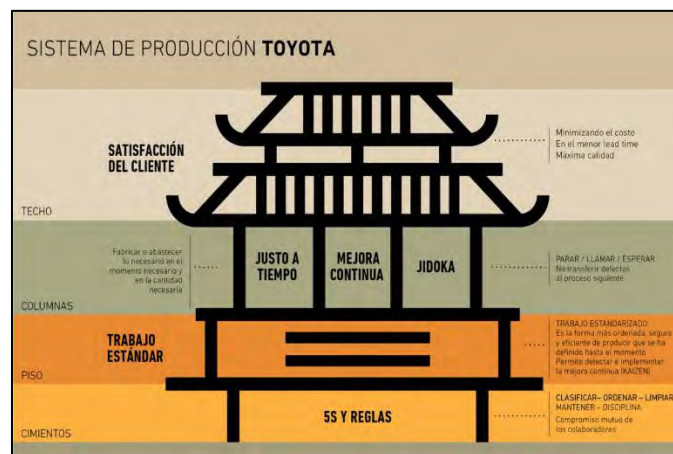 SISTEMA DE PRODUCCIÓN TOYOTA
SATISFACCIÓN
DEL CLIENTE
Minimizando el costo
En el menor lead time
Máxima calidad
TECHO
Fabricar o abastecer
lo necesario en el
momento necesario y
en la cantidad
necesaria
JUSTO A
TIEMPO
MEJORA
CONTINUA
JIDOKA
PARAR / LLAMAR / ESPERAR
No transferir defectos
al proceso siguiente
COLUMNAS
TRABAJO
ESTÁNDAR
TRABAJO ESTANDARIZADO
Es la forma más ordenada, segura
y eficiente de producir que se ha
definido hasta el momento
Permite detectar e implementar
la mejora continua (KAIZEN)
PISO
5S Y REGLAS
CLASIFICAR – ORDENAR – LIMPIAR
MANTENER – DISCIPLINA
Compromiso mutuo de
los colaboradores
CIMIENTOS